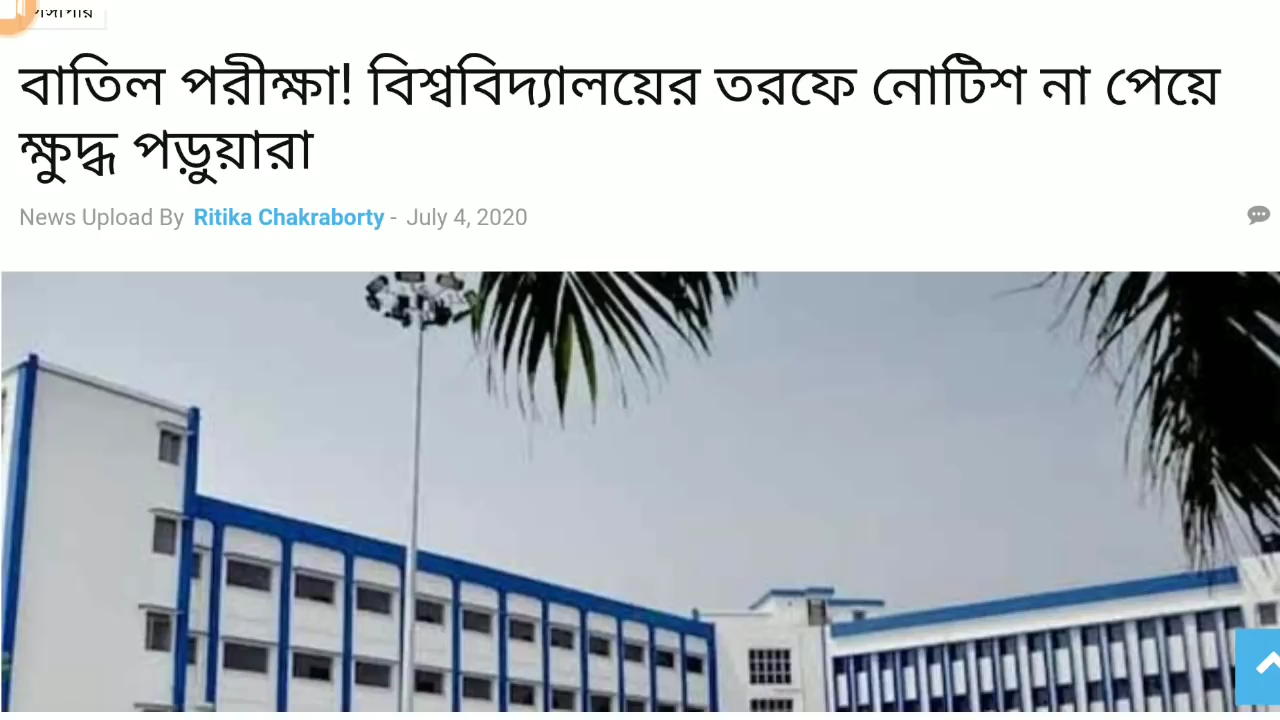 বাতিল পরীক্ষা! বিশ্ববিদ্যালয়ের তরফে নোটিশ না পেয়ে
ক্ষুদ্ধ পড়ুয়ারা
News Upload By Ritika Chakraborty - July 4, 2020